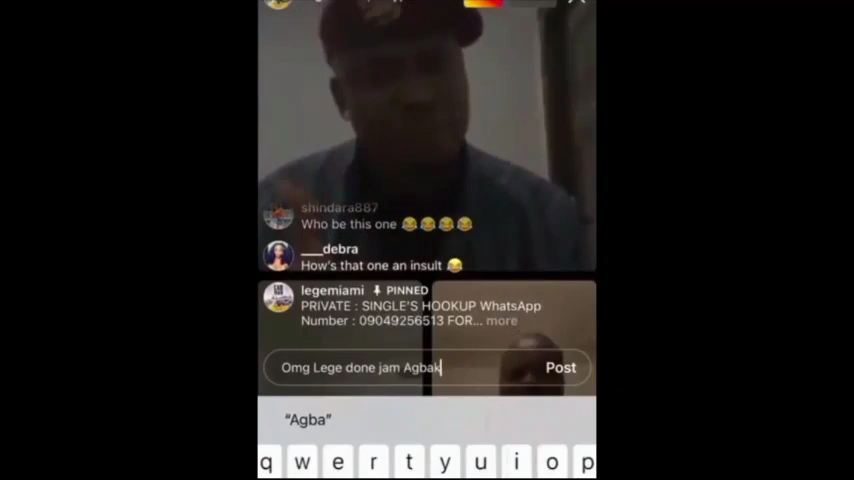 shindara887
Who be this one 😂😂😂😂
___debra
How's that one an insult 😂
legemiami PINNED
PRIVATE : SINGLE'S HOOKUP WhatsApp
Number : 09049256513 FOR... more
Omg Lege done jam Agbak
Post
“Agba”
q w e r t y u i o p